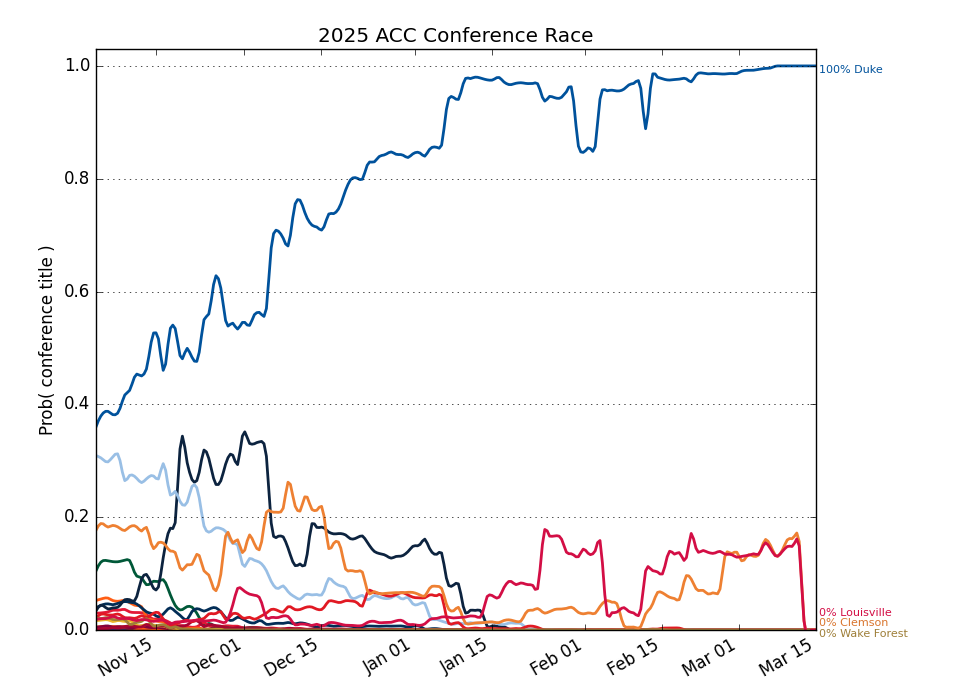 2025 ACC Conference Race
Prob( conference title )
1.0
0.8
0.6
0.4
0.2
0.0
Nov 15
Dec 01
Dec 15
Jan 01
Jan 15
Feb 01
Feb 15
Mar 01
Mar 15
100% Duke
0% Louisville
0% Clemson
0% Wake Forest